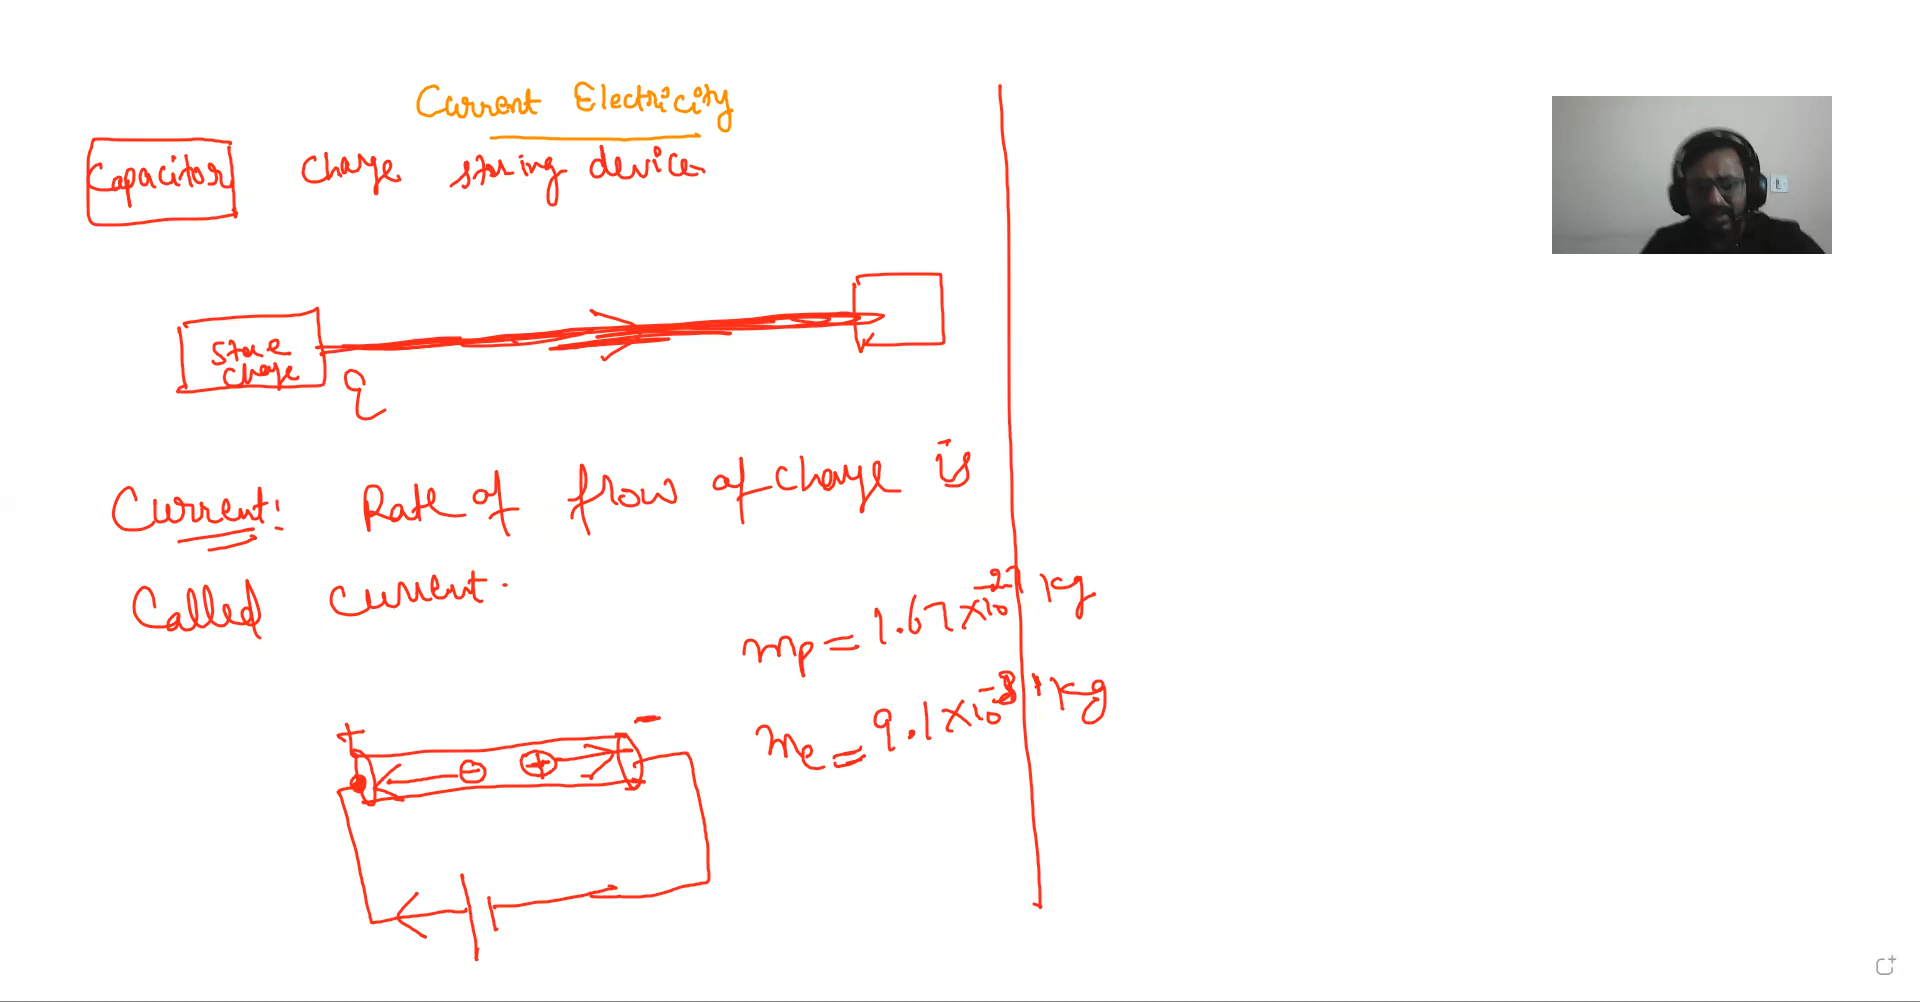 Current Electricity
Capacitor charge storing device
Store
charge
q
Current: Rate of flow of charge is
Called current.
mp = 1.67×10⁻²⁷ kg
me = 9.1×10⁻³¹ kg
+ -
- +